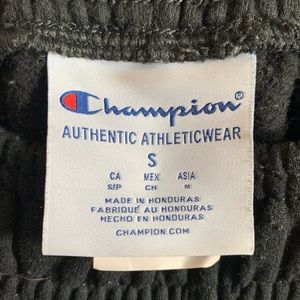 Champion®
AUTHENTIC ATHLETICWEAR
S
CA MEX ASIA
S/P CH M
MADE IN HONDURAS
FABRIQUÉ AU HONDURAS
HECHO EN HONDURAS
CHAMPION.COM